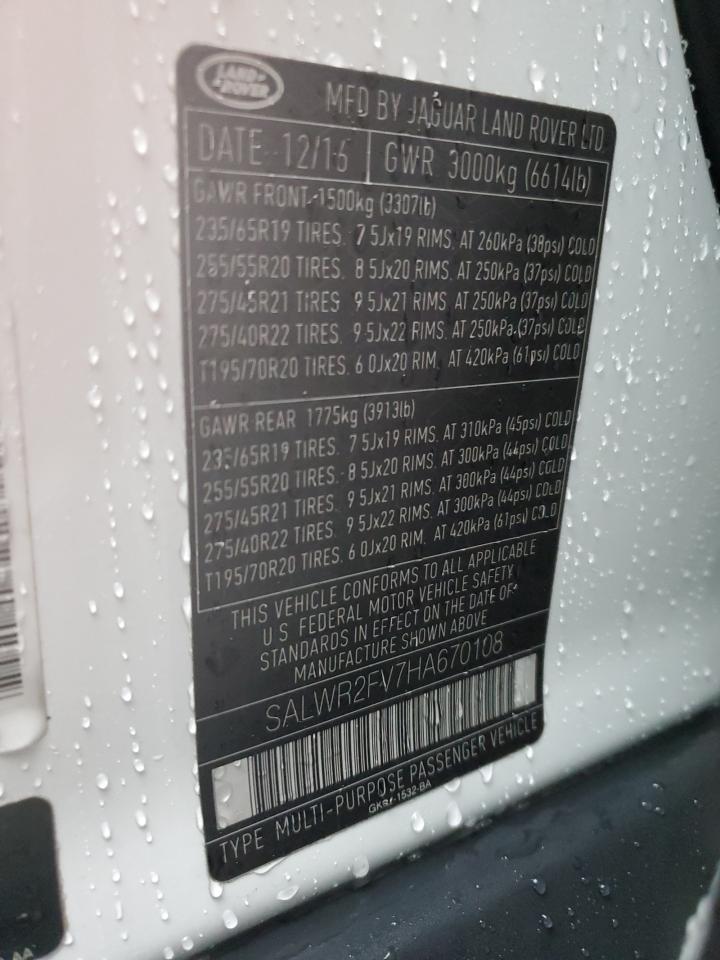 LAND ROVER
MFD BY JAGUAR LAND ROVER LTD
DATE 12/16 GWR 3000kg (6614lb)
GAWR FRONT 1500kg (3307lb)
235/65R19 TIRES. 7 5Jx19 RIMS. AT 260kPa (38psi) COLD
255/55R20 TIRES. 8 5Jx20 RIMS. AT 250kPa (37psi) COLD
275/45R21 TIRES 9 5Jx21 RIMS. AT 250kPa (37psi) COLD
275/40R22 TIRES. 9 5Jx22 RIMS. AT 250kPa (37psi) COLD
T195/70R20 TIRES. 6 0Jx20 RIM. AT 420kPa (61psi) COLD
GAWR REAR 1775kg (3913lb)
235/65R19 TIRES. 7 5Jx19 RIMS. AT 310kPa (45psi) COLD
255/55R20 TIRES. 8 5Jx20 RIMS. AT 300kPa (44psi) COLD
275/45R21 TIRES. 9 5Jx21 RIMS. AT 300kPa (44psi) COLD
275/40R22 TIRES. 9 5Jx22 RIMS. AT 300kPa (44psi) COLD
T195/70R20 TIRES. 6 0Jx20 RIM. AT 420kPa (61psi) COLD
THIS VEHICLE CONFORMS TO ALL APPLICABLE
U S FEDERAL MOTOR VEHICLE SAFETY
STANDARDS IN EFFECT ON THE DATE OF
MANUFACTURE SHOWN ABOVE
SALWR2FV7HA670108
TYPE MULTI-PURPOSE PASSENGER VEHICLE
AA